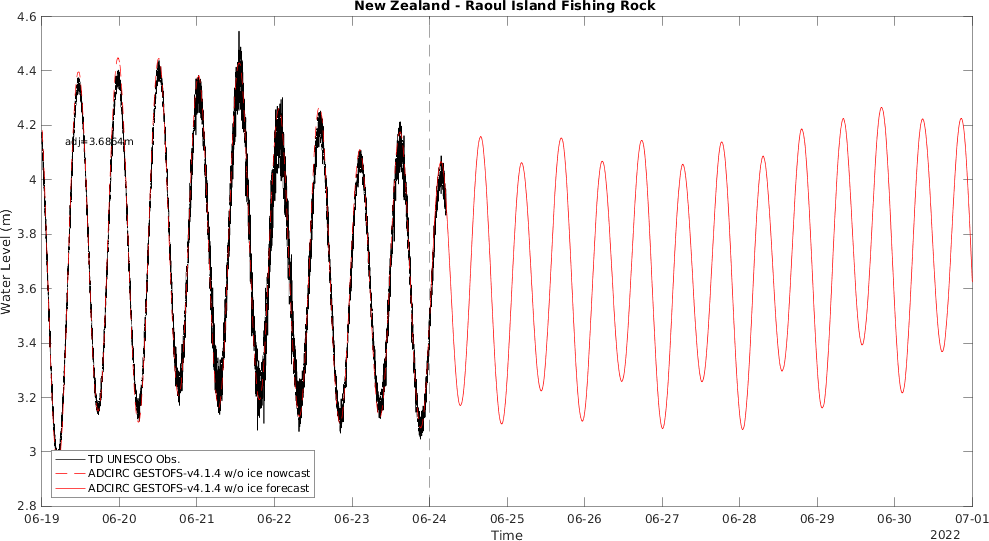 New Zealand - Raoul Island Fishing Rock
4.6
4.4
4.2
4
3.8
3.6
3.4
3.2
3
2.8
Water Level (m)
adj=3.6864m
TD UNESCO Obs.
ADCIRC GESTOFS-v4.1.4 w/o ice nowcast
ADCIRC GESTOFS-v4.1.4 w/o ice forecast
06-19 06-20 06-21 06-22 06-23 06-24 06-25 06-26 06-27 06-28 06-29 06-30 07-01
Time
2022